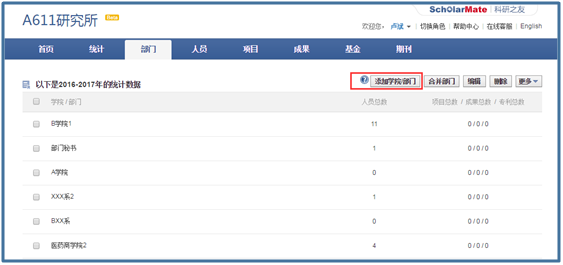 SchOlarMate | 科研之友
A611研究所 Beta
欢迎您, 卢斌 | 切换角色 | 帮助中心 | 在线客服 | English
首页 统计 部门 人员 项目 成果 基金 期刊
以下是2016-2017年的统计数据 ? 添加学院/部门 合并部门 编辑 删除 更多
学院 / 部门 人员总数 项目总数 / 成果总数 / 专利总数
B学院1 11 0 / 0 / 0
部门秘书 1 0 / 0 / 0
A学院 0 0 / 0 / 0
XXX系2 1 0 / 0 / 0
BXX系 0 0 / 0 / 0
医药商学院2 4 0 / 0 / 0